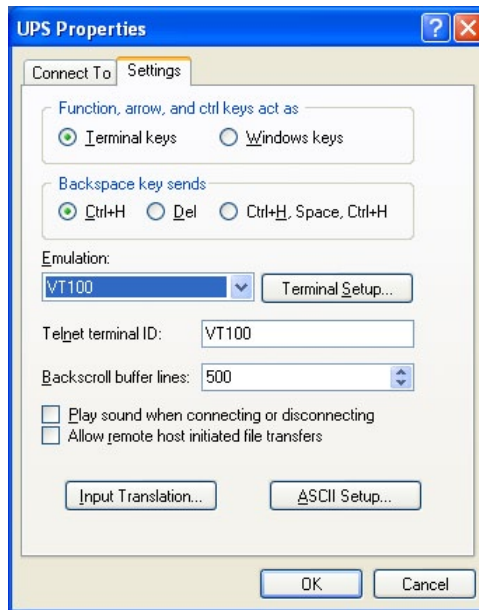 UPS Properties
Connect To Settings
Function, arrow, and ctrl keys act as
Terminal keys Windows keys
Backspace key sends
Ctrl+H Del Ctrl+H, Space, Ctrl+H
Emulation:
VT100 Terminal Setup...
Telnet terminal ID: VT100
Backscroll buffer lines: 500
Play sound when connecting or disconnecting
Allow remote host initiated file transfers
Input Translation... ASCII Setup...
OK Cancel